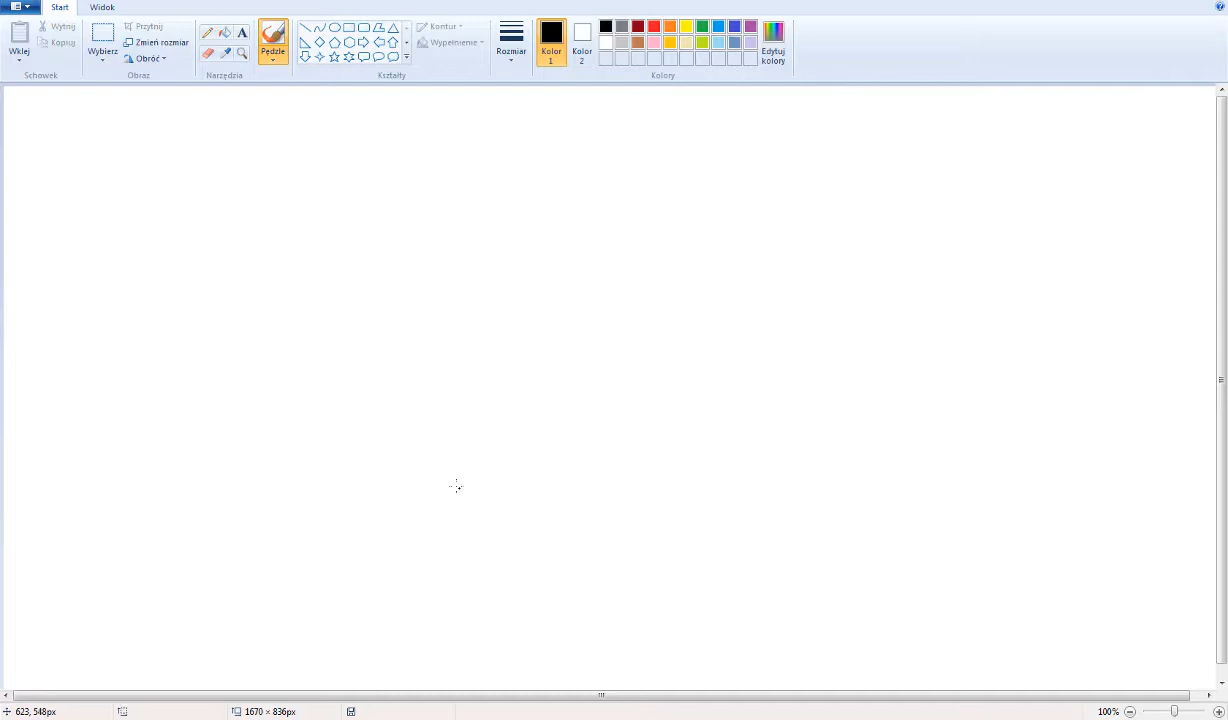 Start Widok
Wklej
Wytnij
Kopiuj
Schowek
Wybierz
Przytnij
Zmień rozmiar
Obróć
Obraz
A
Narzędzia
Pędzle
Kształty
Kontur
Wypełnienie
Rozmiar
Kolor
1
Kolor
2
Edytuj
kolory
Kolory
623, 548px 1670 × 836px 100%